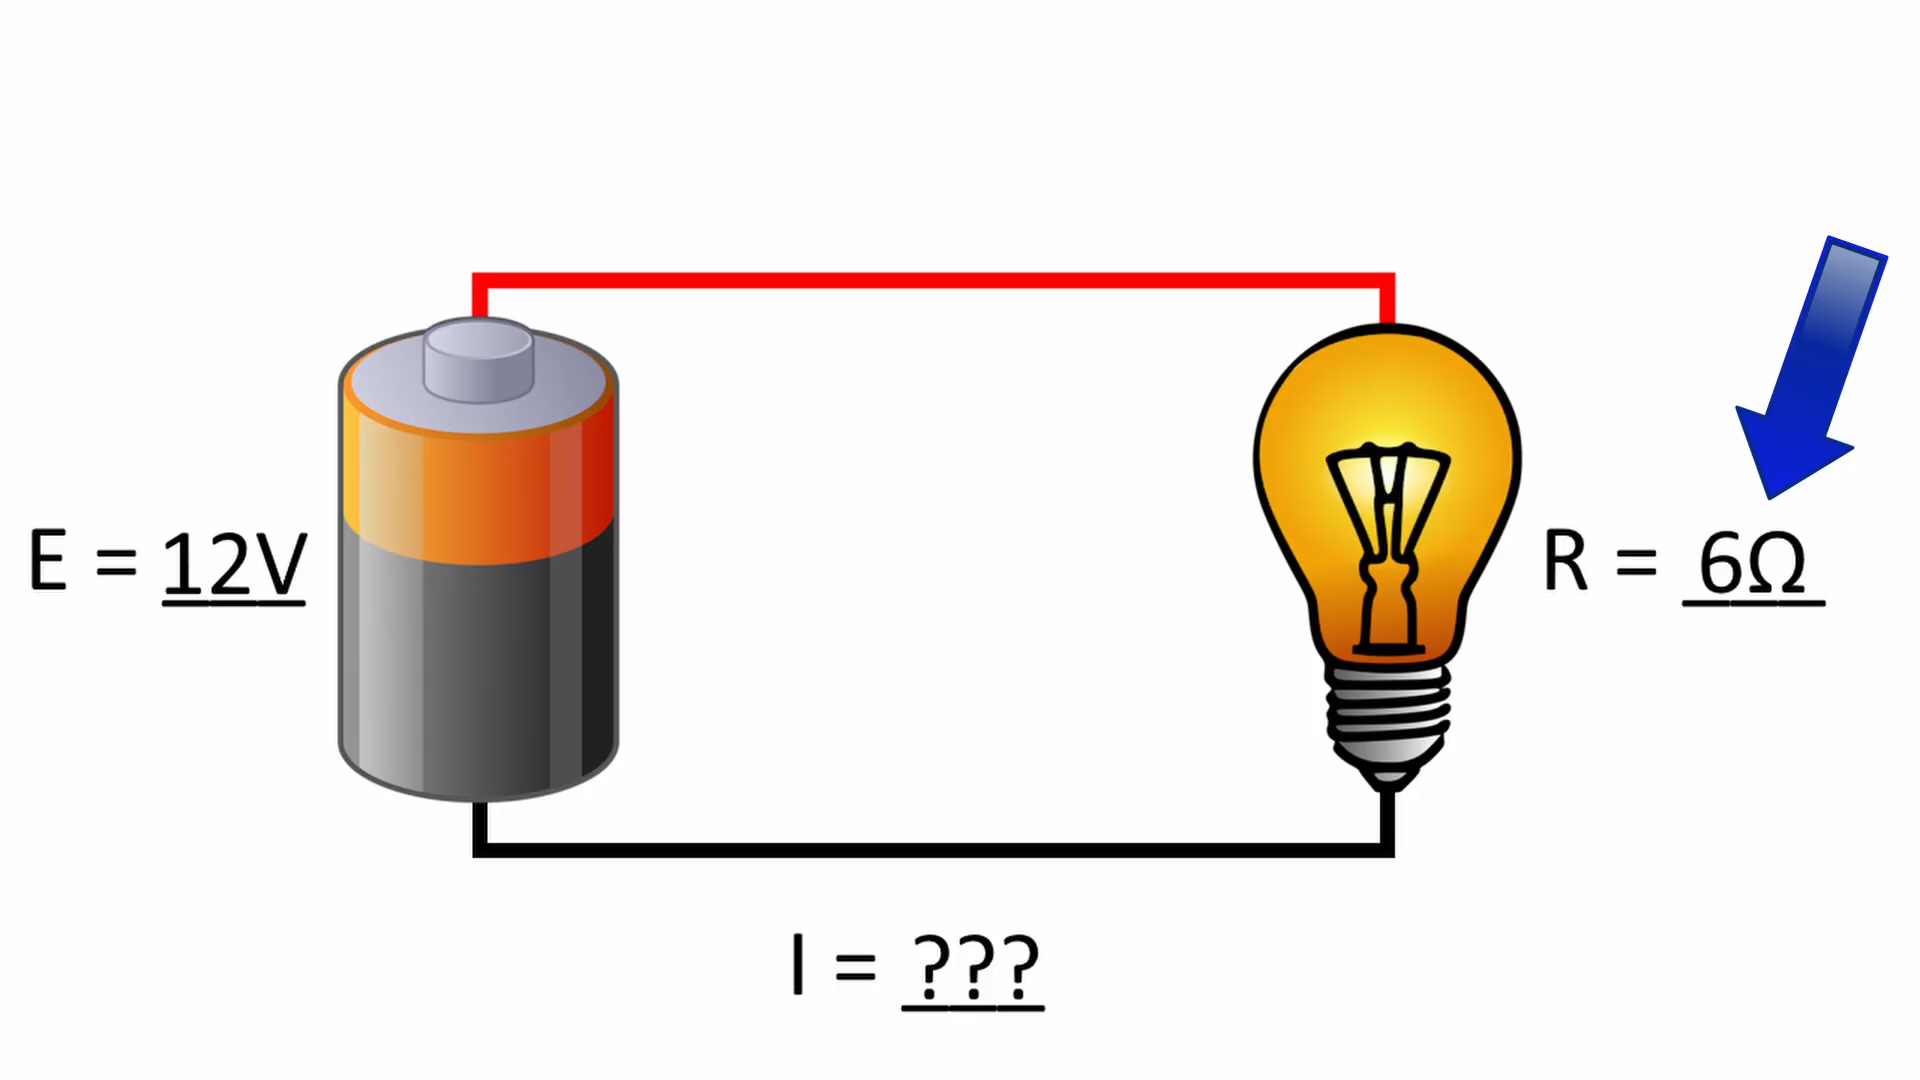 E = 12V
R = 6Ω
I = ???